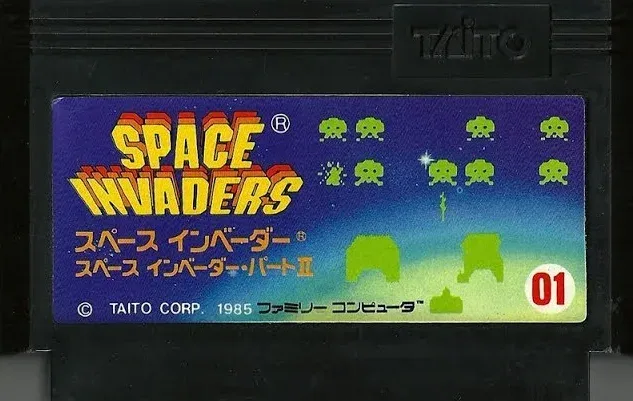 TAITO
SPACE ®
INVADERS
スペース インベーダー®
スペース インベーダー・パートⅡ
© TAITO CORP. 1985 ファミリー コンピュータ™
01